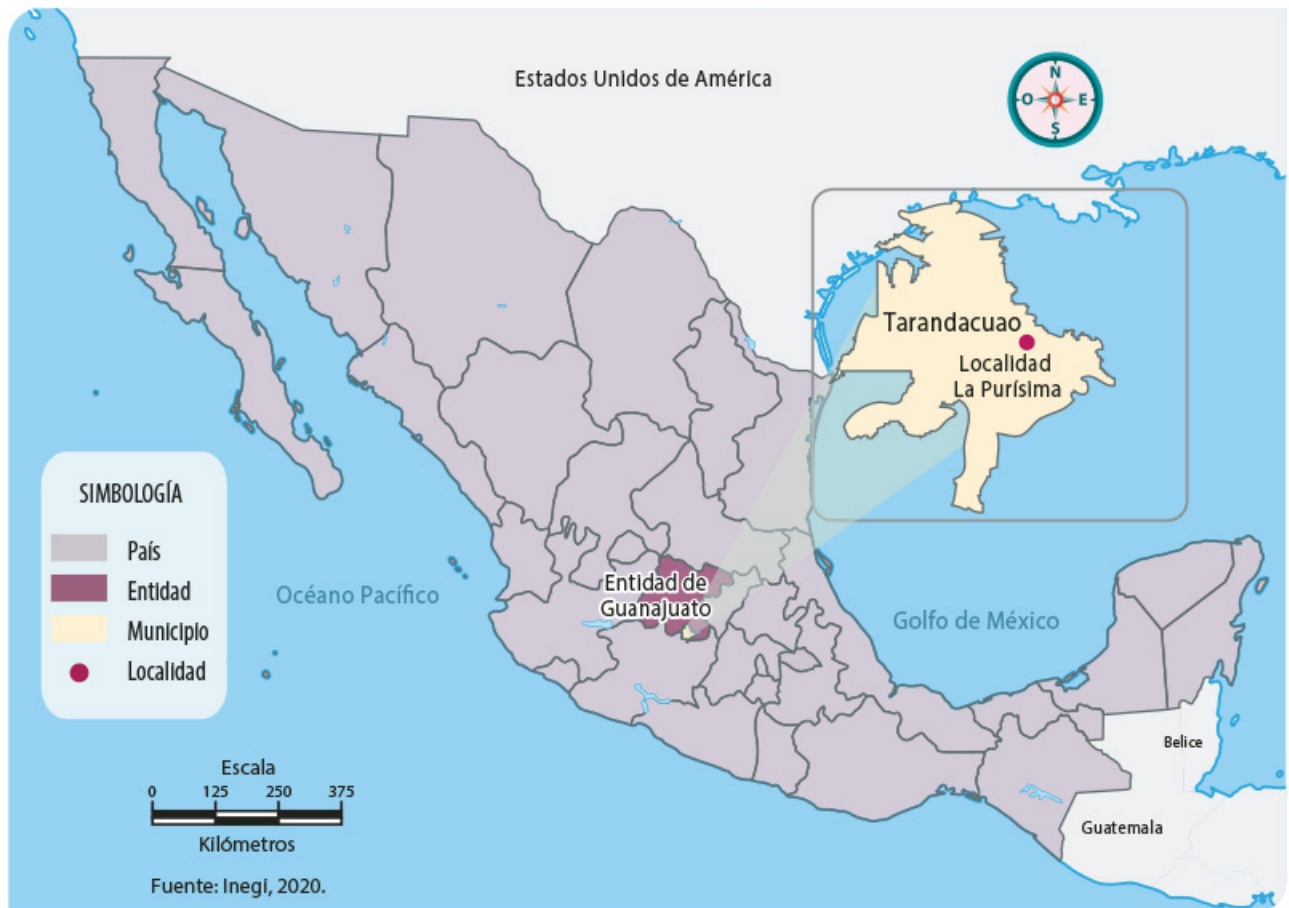 Estados Unidos de América
N
O
E
S
Tarandacuao
Localidad
La Purísima
SIMBOLOGÍA
País
Entidad
Municipio
Localidad
Océano Pacífico
Entidad de
Guanajuato
Golfo de México
Belice
Guatemala
Escala
0 125 250 375
Kilómetros
Fuente: Inegi, 2020.